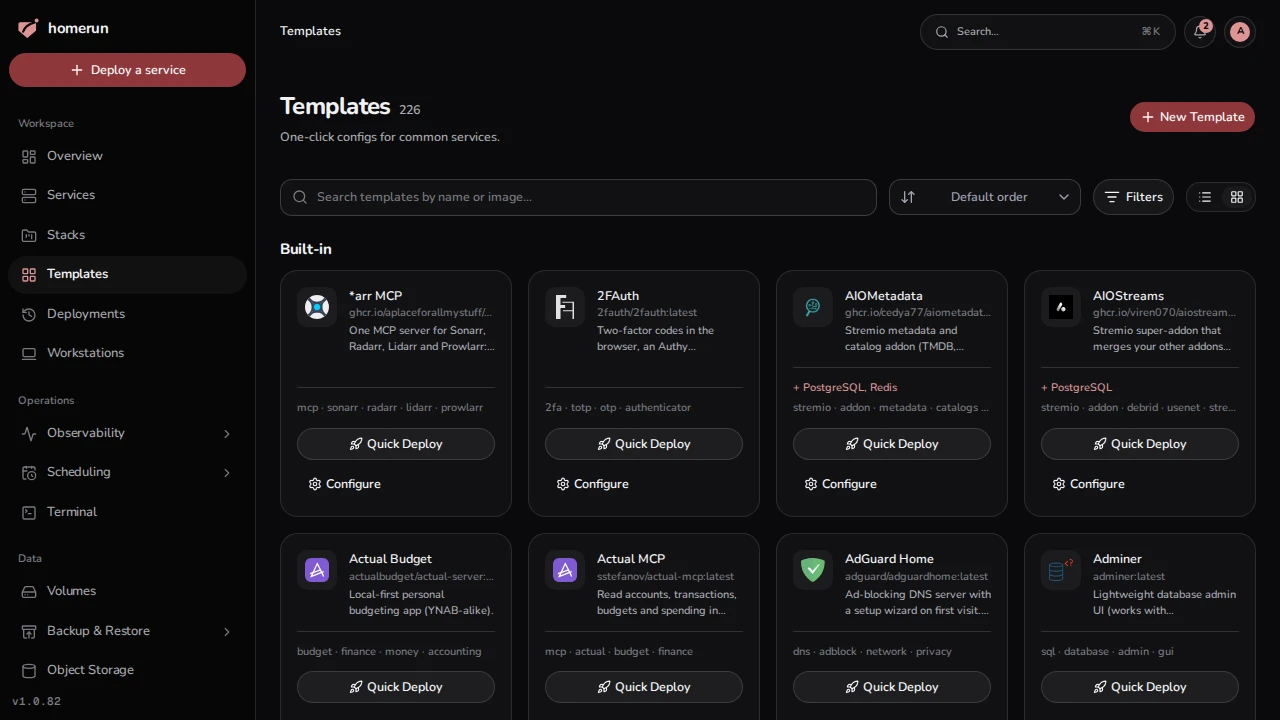 homerun
Deploy a service
Workspace
Overview
Services
Stacks
Templates
Deployments
Workstations
Operations
Observability
Scheduling
Terminal
Data
Volumes
Backup & Restore
Object Storage
v1.0.82
Templates
Search...
⌘K
2
A
Templates 226
One-click configs for common services.
New Template
Search templates by name or image...
Default order
Filters
Built-in
*arr MCP
ghcr.io/aplaceforallmystuff/...
One MCP server for Sonarr,
Radarr, Lidarr and Prowlarr:...
mcp · sonarr · radarr · lidarr · prowlarr
Quick Deploy
Configure
2FAuth
2fauth/2fauth:latest
Two-factor codes in the
browser, an Authy...
2fa · totp · otp · authenticator
Quick Deploy
Configure
AIOMetadata
ghcr.io/cedya77/aiometadat...
Stremio metadata and
catalog addon (TMDB,...
+ PostgreSQL, Redis
stremio · addon · metadata · catalogs ...
Quick Deploy
Configure
AIOStreams
ghcr.io/viren070/aiostream...
Stremio super-addon that
merges your other addons...
+ PostgreSQL
stremio · addon · debrid · usenet · stre...
Quick Deploy
Configure
Actual Budget
actualbudget/actual-server:...
Local-first personal
budgeting app (YNAB-alike).
budget · finance · money · accounting
Quick Deploy
Actual MCP
sstefanov/actual-mcp:latest
Read accounts, transactions,
budgets and spending in...
mcp · actual · budget · finance
Quick Deploy
AdGuard Home
adguard/adguardhome:latest
Ad-blocking DNS server with
a setup wizard on first visit....
dns · adblock · network · privacy
Quick Deploy
Adminer
adminer:latest
Lightweight database admin
UI (works with...
sql · database · admin · gui
Quick Deploy